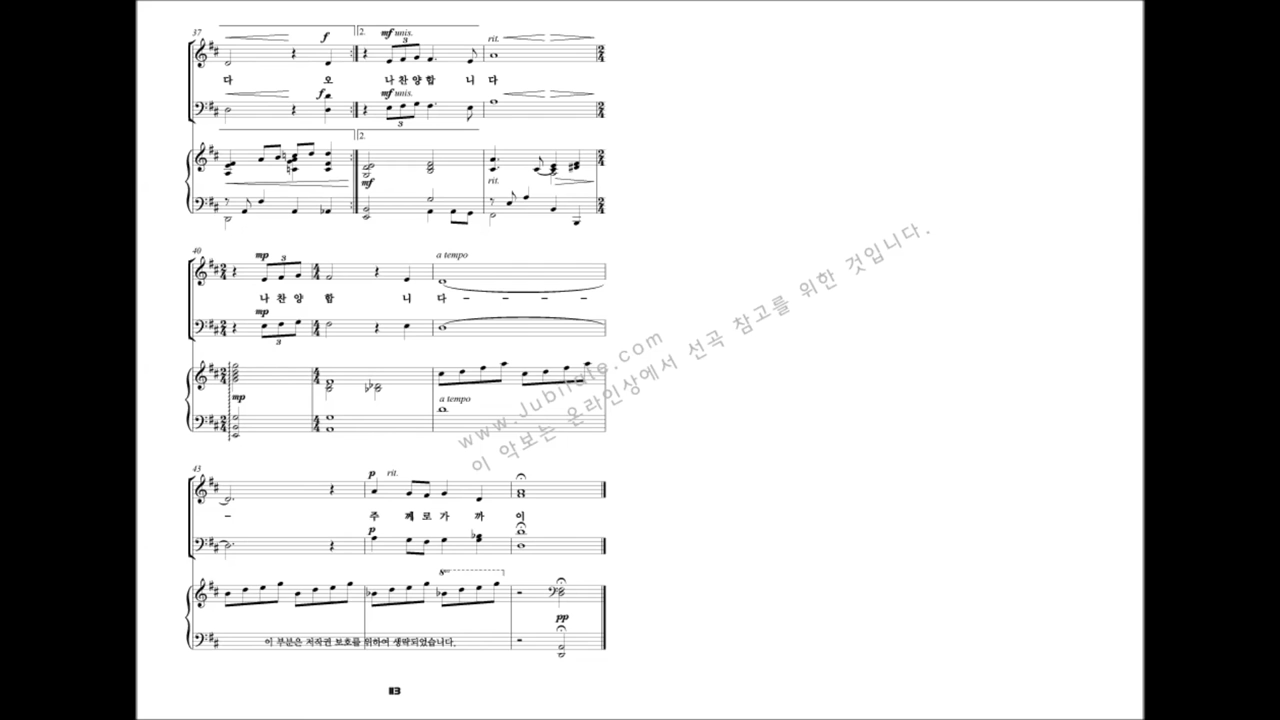 37
f
2.
mf unis.
3
rit.
다 오 나 찬 양 합 니 다
f
mf unis.
3
2.
mf
rit.
40
mp
3
a tempo
나 찬 양 합 니 다 - - - -
mp
3
mp
a tempo
www.Jubilate.com
이 악보는 온라인상에서 선곡 참고를 위한 것입니다.
43
p
rit.
- 주 께 로 가 까 이
p
8va
pp
이 부분은 저작권 보호를 위하여 생략되었습니다.